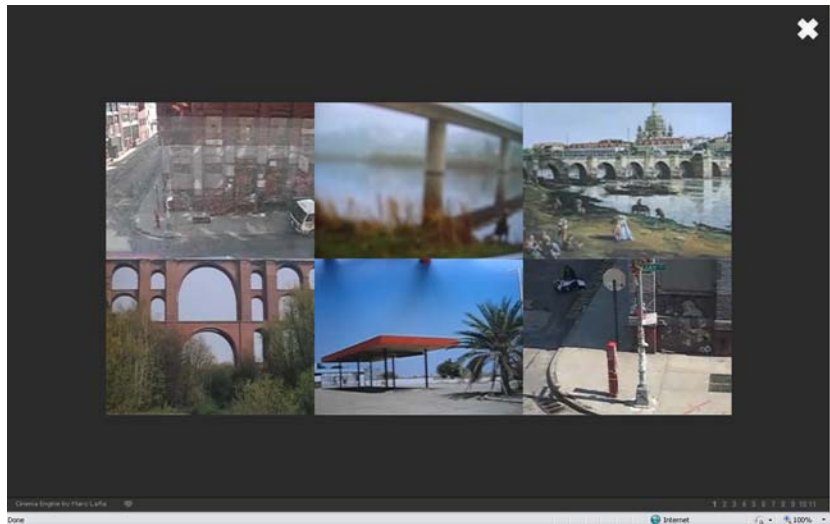 Cinema Engine by Marc Lafia
1 2 3 4 5 6 7 8 9 10 11
Done
Internet
100%